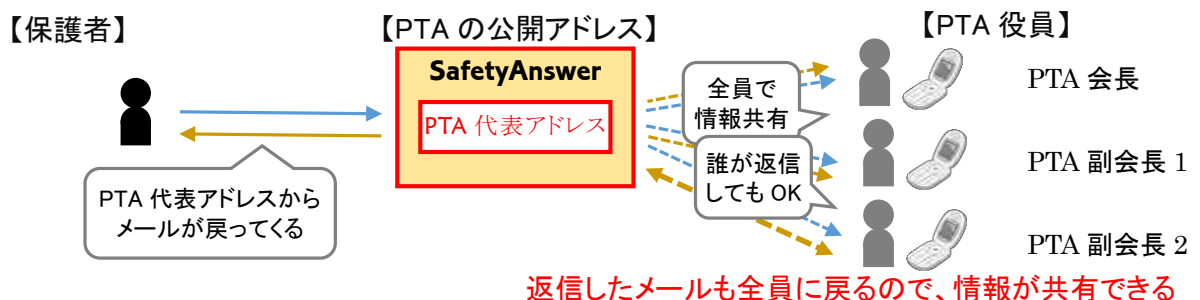 【保護者】
【PTA の公開アドレス】
【PTA 役員】
SafetyAnswer
PTA 代表アドレス
全員で
情報共有
誰が返信
しても OK
PTA 代表アドレスから
メールが戻ってくる
PTA 会長
PTA 副会長 1
PTA 副会長 2
返信したメールも全員に戻るので、情報が共有できる